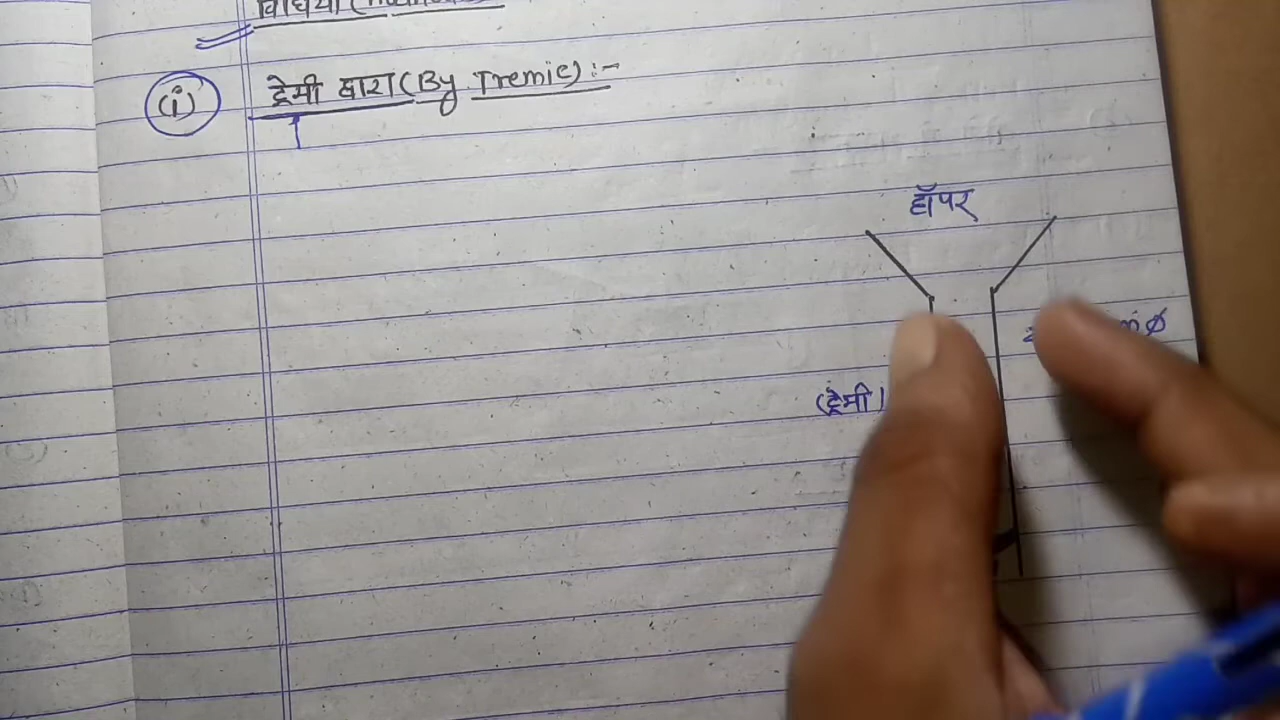 विधियाँ
(i) ट्रेमी द्वारा (By Tremie) :-
हॉपर
(ट्रेमी)